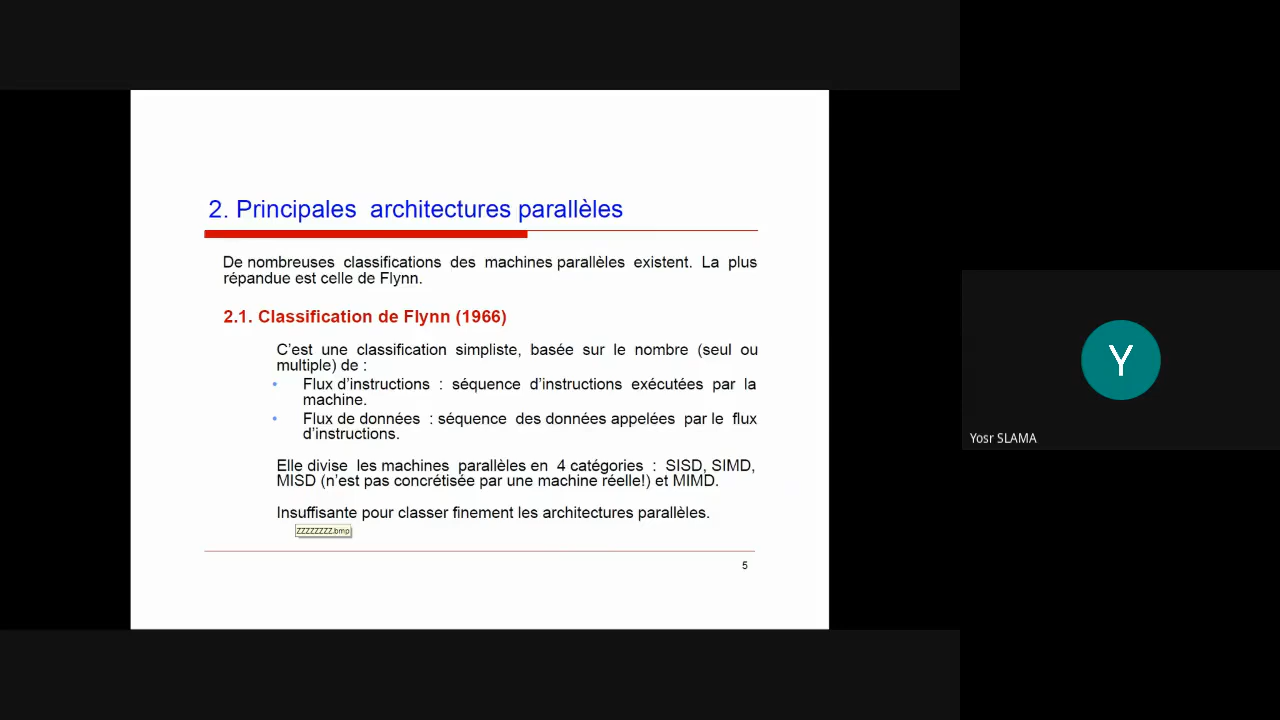 2. Principales architectures parallèles
De nombreuses classifications des machines parallèles existent. La plus
répandue est celle de Flynn.
2.1. Classification de Flynn (1966)
C'est une classification simpliste, basée sur le nombre (seul ou
multiple) de :
• Flux d'instructions : séquence d'instructions exécutées par la
machine.
• Flux de données : séquence des données appelées par le flux
d'instructions.
Elle divise les machines parallèles en 4 catégories : SISD, SIMD,
MISD (n'est pas concrétisée par une machine réelle!) et MIMD.
Insuffisante pour classer finement les architectures parallèles.
ZZZZZZZZ.bmp
5
Y
Yosr SLAMA